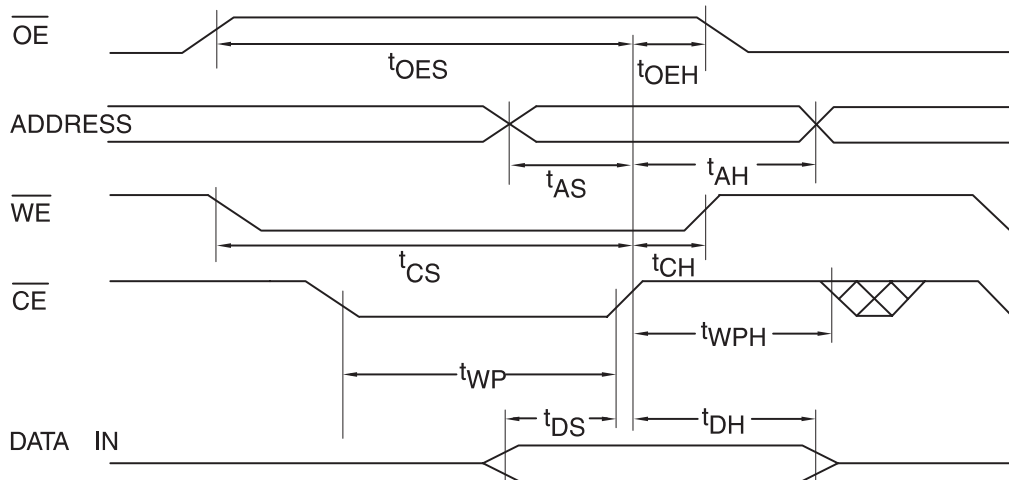 OE
tOES
tOEH
ADDRESS
tAS
tAH
WE
tCS
tCH
CE
tWPH
tWP
tDS
tDH
DATA IN